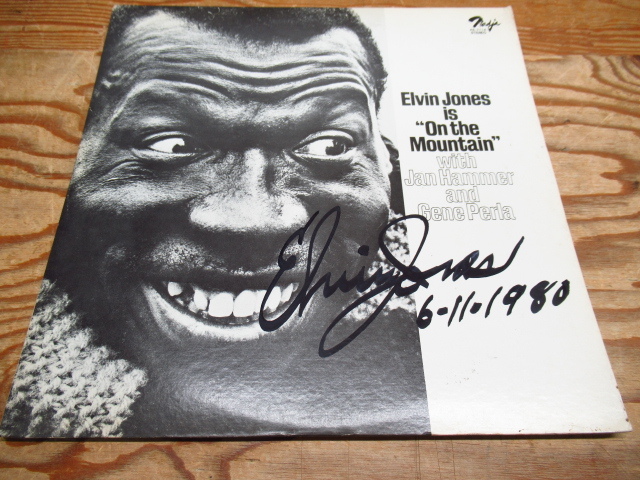 Elvin Jones
is
"On the
Mountain"
with
Jan Hammer
and
Gene Perla
Elvin Jones
6-11-1980